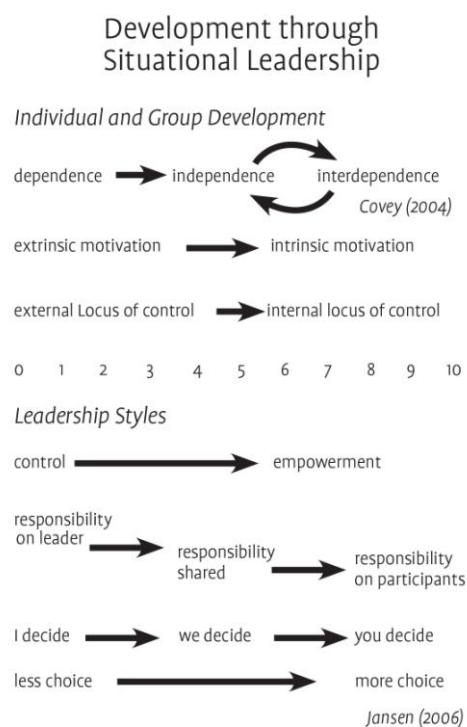 Development through
Situational Leadership
Individual and Group Development
dependence independence interdependence
Covey (2004)
extrinsic motivation intrinsic motivation
external Locus of control internal locus of control
0 1 2 3 4 5 6 7 8 9 10
Leadership Styles
control empowerment
responsibility
on leader
responsibility
shared
responsibility
on participants
I decide we decide you decide
less choice more choice
Jansen (2006)